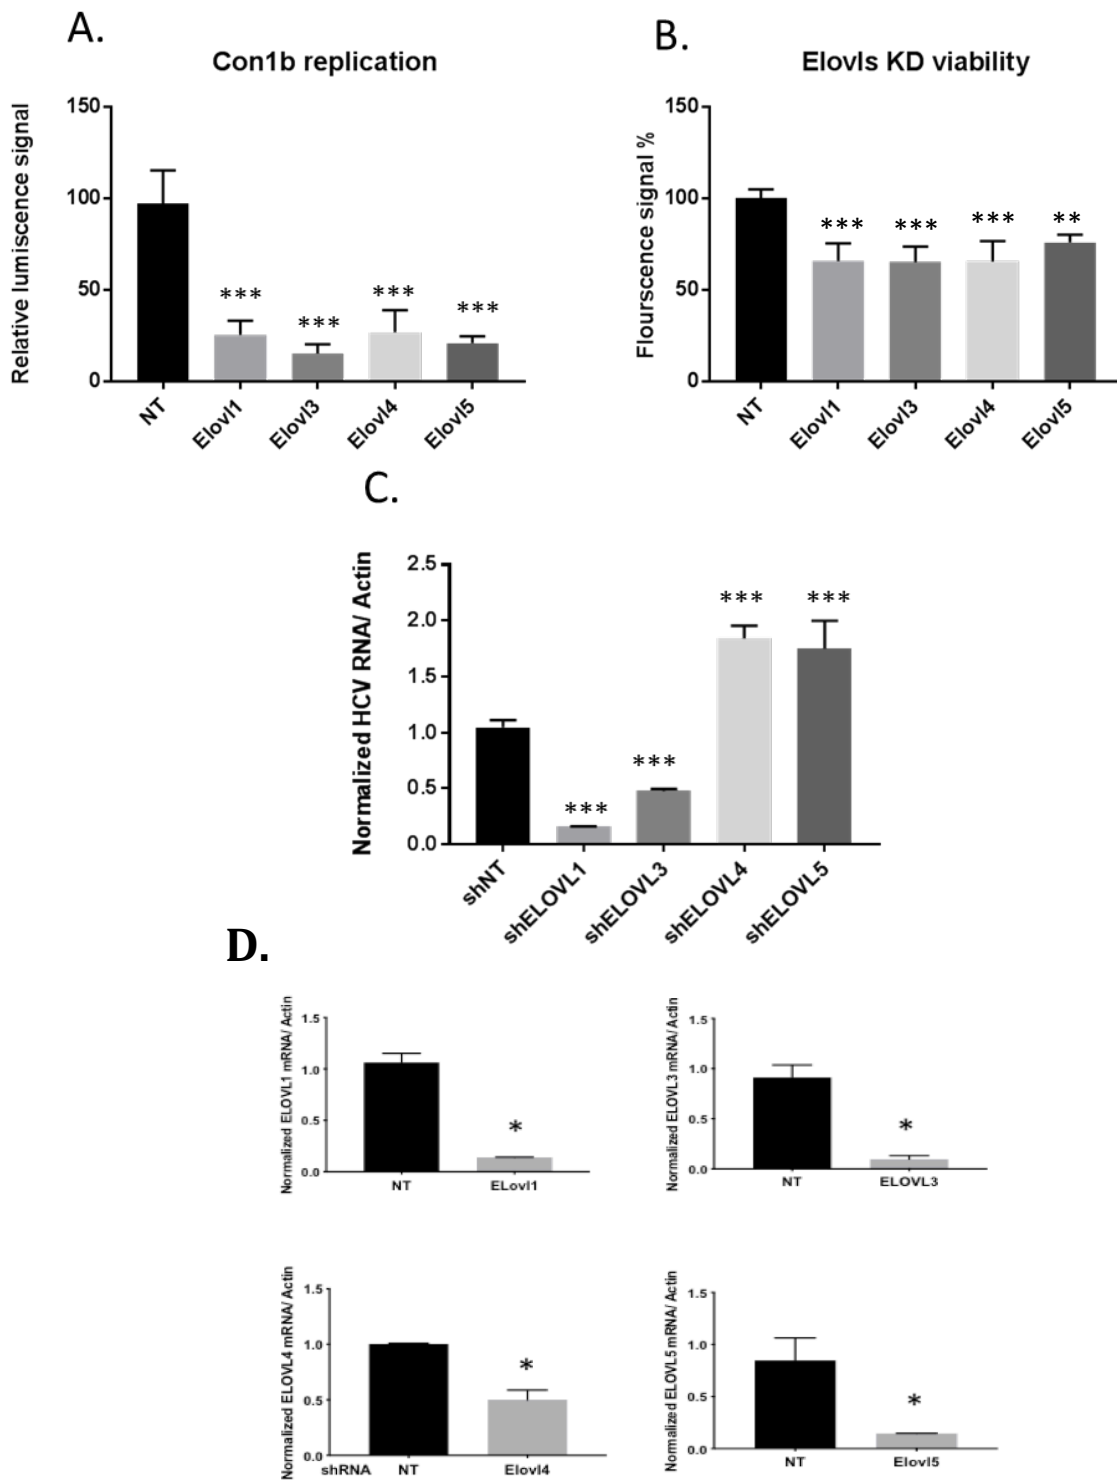 A.
Con1b replication
Relative lumiscence signal
150
100
50
0
***
***
***
***
NT
Elovl1
Elovl3
Elovl4
Elovl5
B.
Elovls KD viability
Flourscence signal %
150
100
50
0
***
***
***
**
NT
Elovl1
Elovl3
Elovl4
Elovl5
C.
Normalized HCV RNA/ Actin
2.5
2.0
1.5
1.0
0.5
0.0
***
***
***
***
shNT
shELOVL1
shELOVL3
shELOVL4
shELOVL5
D.
Normalized ELOVL1 mRNA/ Actin
1.5
1.0
0.5
0.0
*
NT
ELovl1
Normalized ELOVL3 mRNA/ Actin
1.5
1.0
0.5
0.0
*
NT
ELOVL3
Normalized ELOVL4 mRNA/ Actin
1.5
1.0
0.5
0.0
*
shRNA NT Elovl4
Normalized ELOVL5 mRNA/ Actin
1.5
1.0
0.5
0.0
*
NT
Elovl5